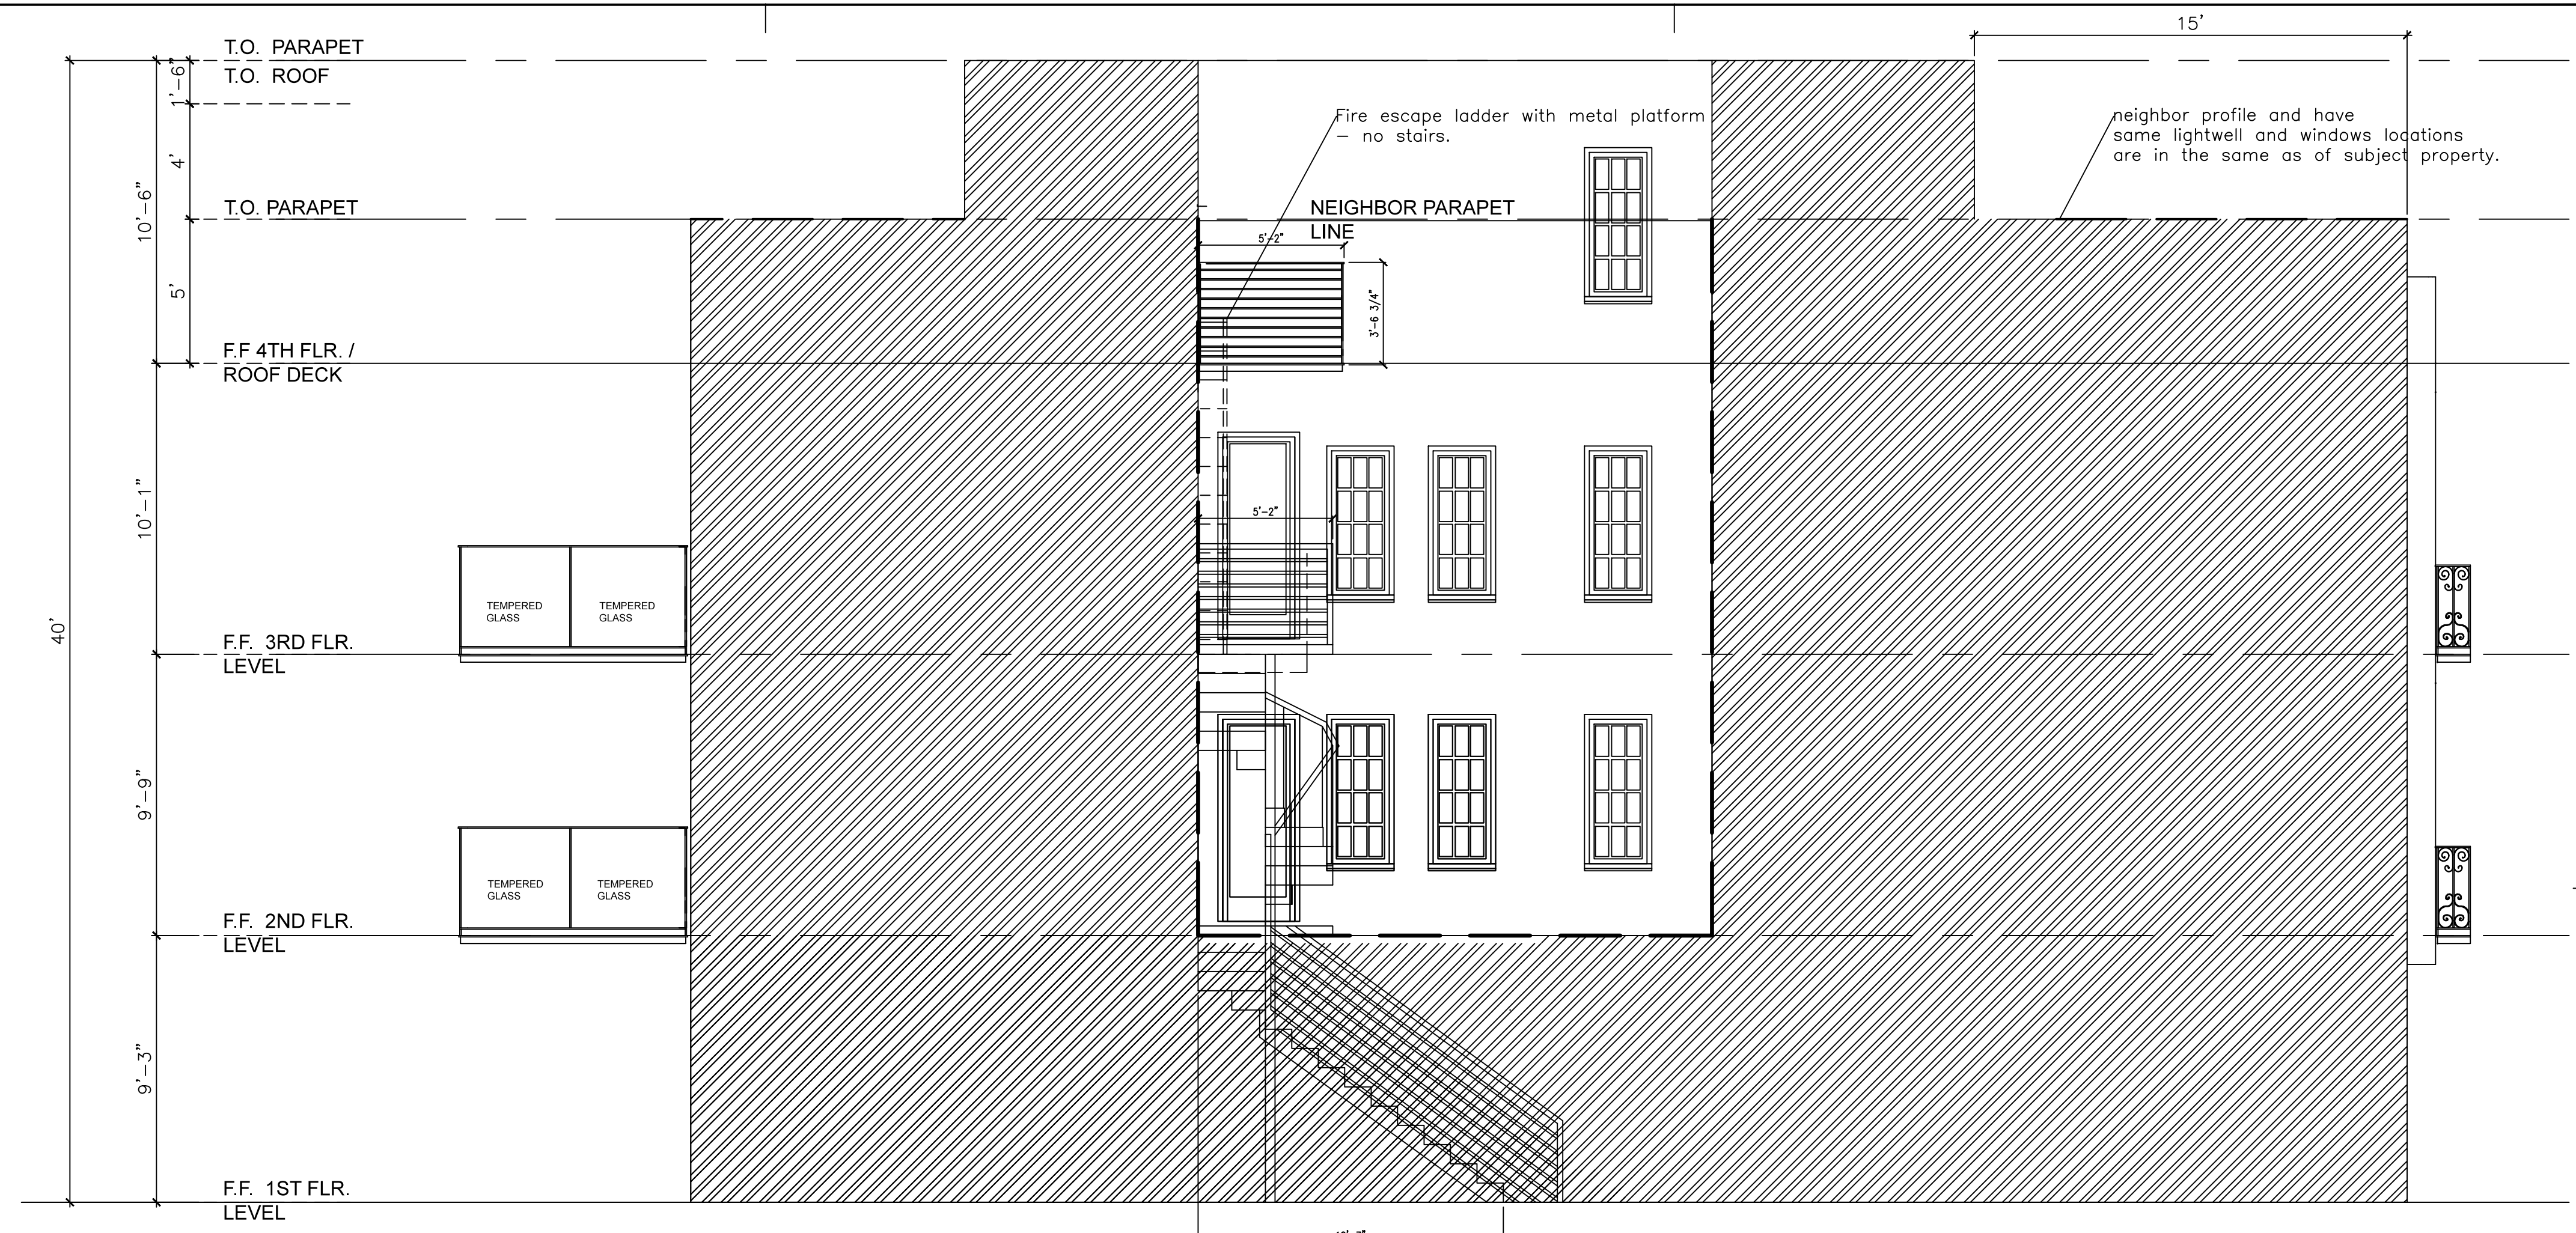 15'
T.O. PARAPET
T.O. ROOF
1'-6"
Fire escape ladder with metal platform
- no stairs.
neighbor profile and have
same lightwell and windows locations
are in the same as of subject property.
4'
10'-6"
T.O. PARAPET
NEIGHBOR PARAPET
LINE
5'-2"
5'
3'-6 3/4"
F.F 4TH FLR. /
ROOF DECK
10'-1"
5'-2"
TEMPERED
GLASS
TEMPERED
GLASS
40'
F.F. 3RD FLR.
LEVEL
9'-9"
TEMPERED
GLASS
TEMPERED
GLASS
F.F. 2ND FLR.
LEVEL
9'-3"
F.F. 1ST FLR.
LEVEL